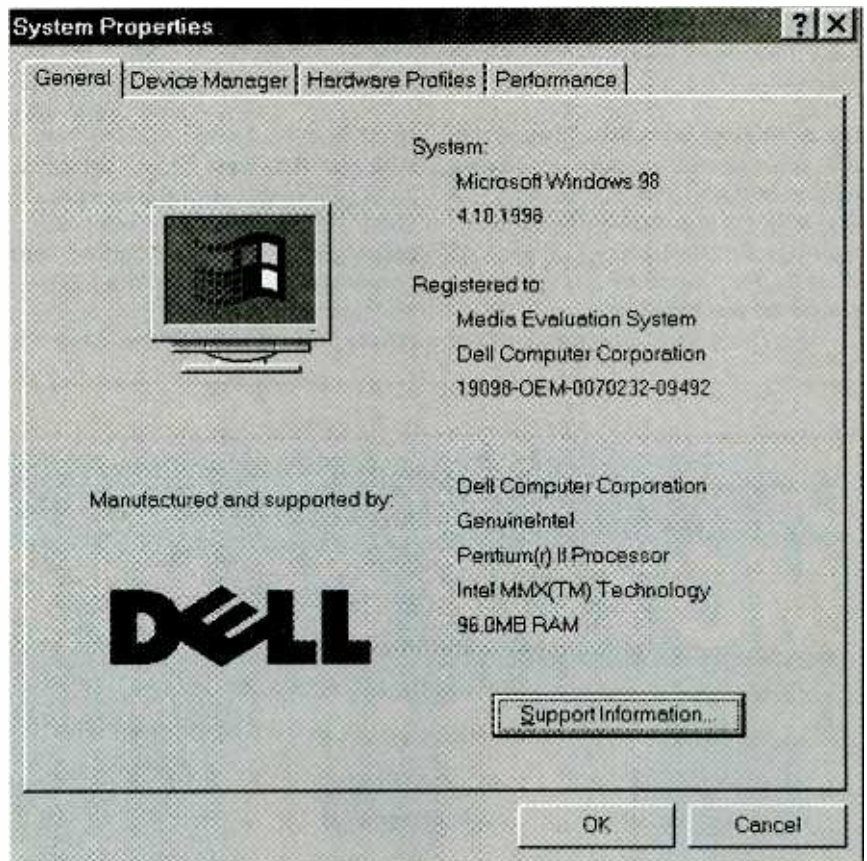 System Properties
General Device Manager Hardware Profiles Performance
System:
Microsoft Windows 98
4.10.1998
Registered to:
Media Evaluation System
Dell Computer Corporation
19098-OEM-0070232-09492
Manufactured and supported by:
Dell Computer Corporation
GenuineIntel
Pentium(r) II Processor
Intel MMX(TM) Technology
96.0MB RAM
DELL
Support Information...
OK Cancel